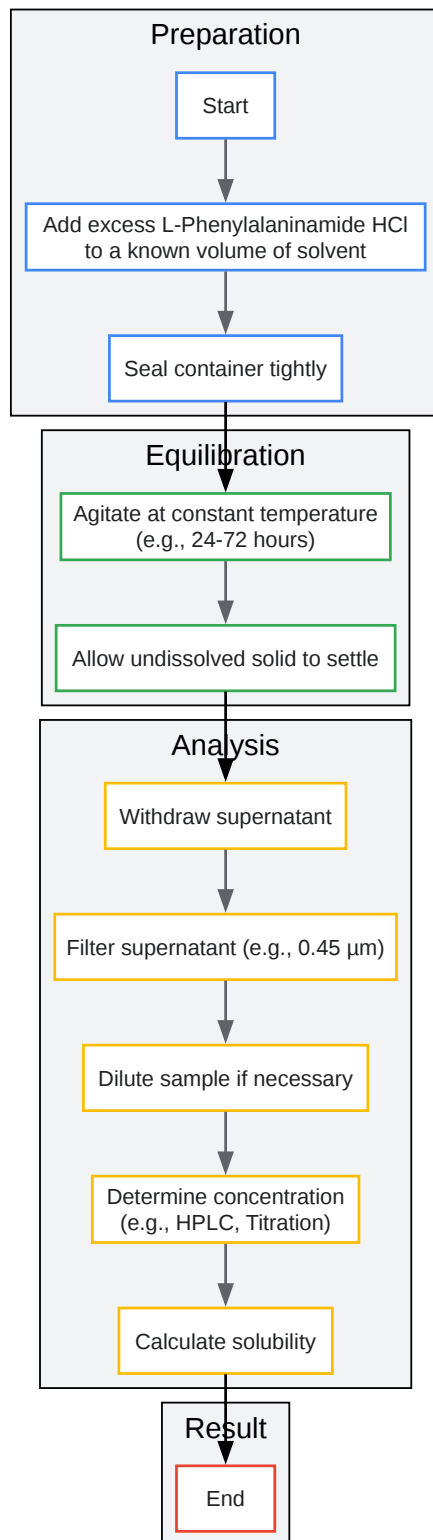 Preparation
Start
Add excess L-Phenylalaninamide HCl
to a known volume of solvent
Seal container tightly
Equilibration
Agitate at constant temperature
(e.g., 24-72 hours)
Allow undissolved solid to settle
Analysis
Withdraw supernatant
Filter supernatant (e.g., 0.45 µm)
Dilute sample if necessary
Determine concentration
(e.g., HPLC, Titration)
Calculate solubility
Result
End